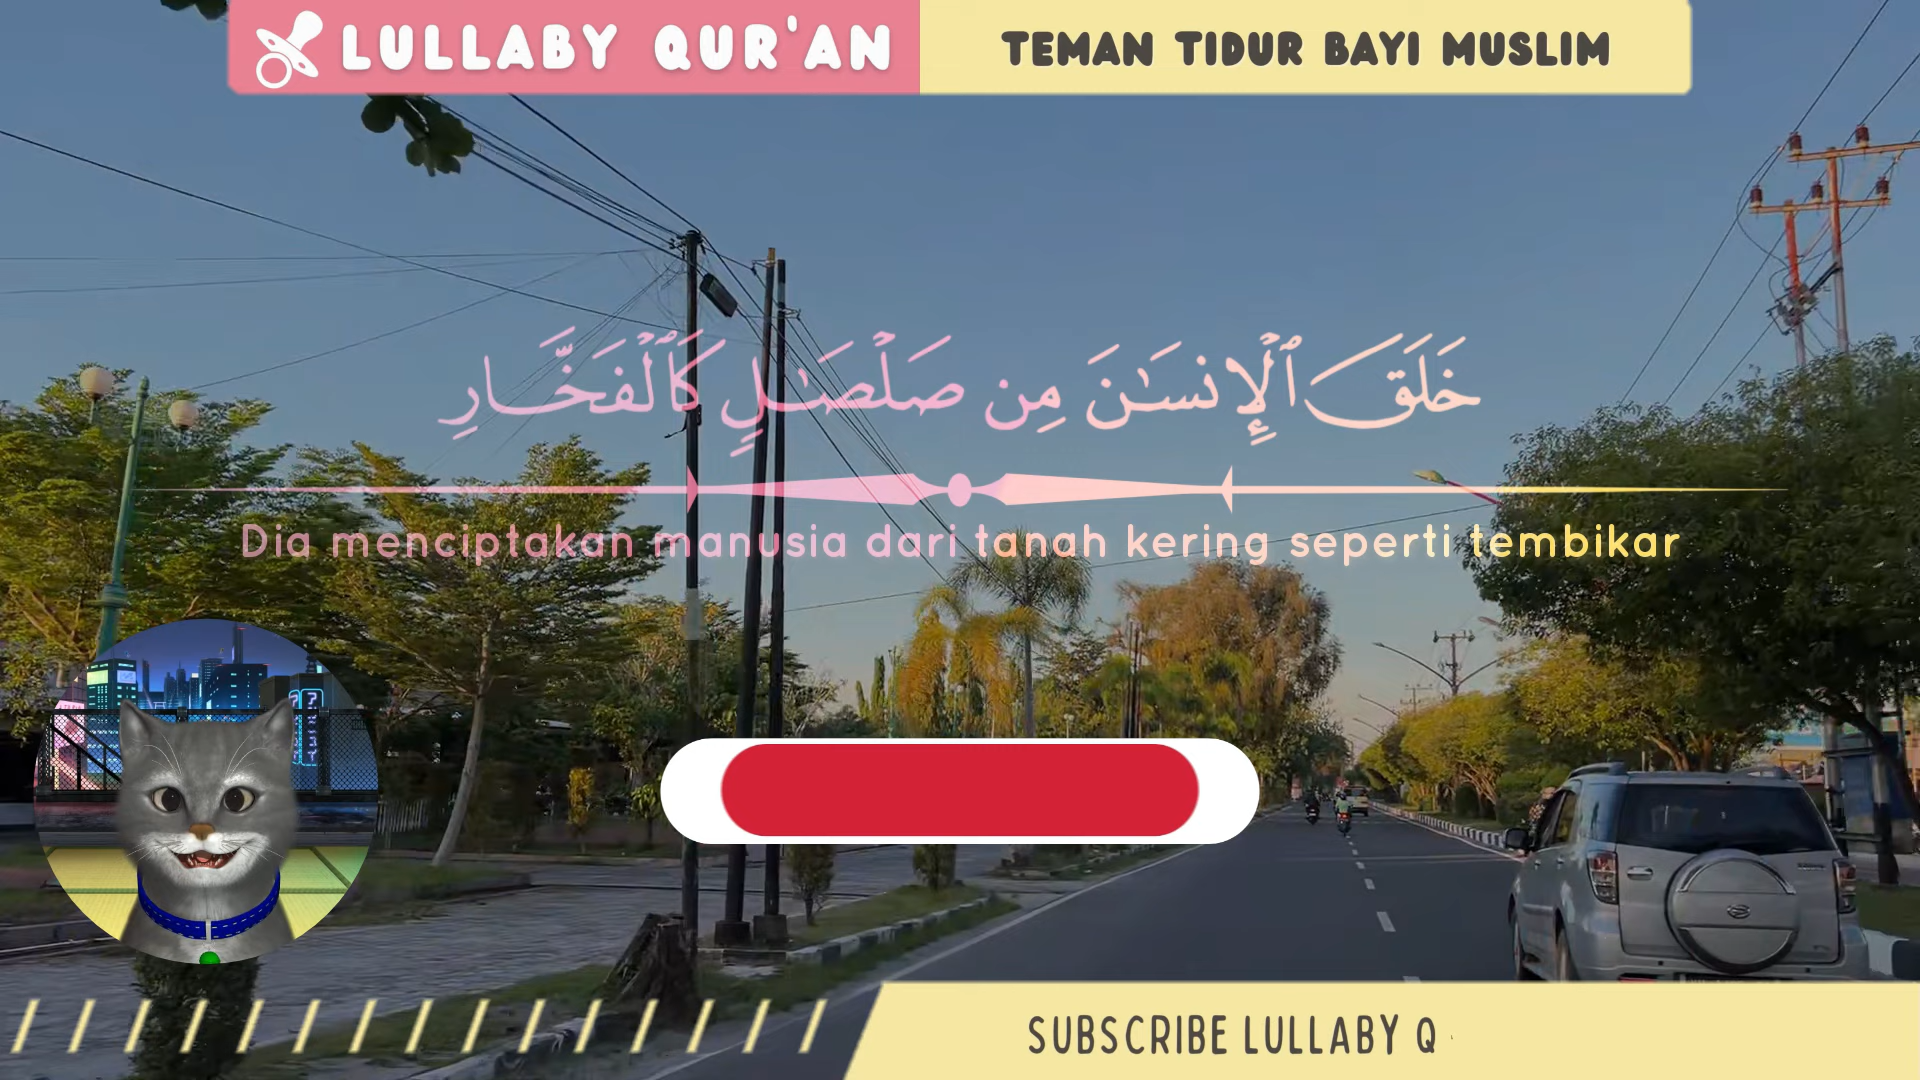 LULLABY QUR'AN
TEMAN TIDUR BAYI MUSLIM
خَلَقَ ٱلْإِنسَـٰنَ مِن صَلْصَـٰلٍ كَٱلْفَخَّارِ
Dia menciptakan manusia dari tanah kering seperti tembikar
SUBSCRIBE LULLABY Q